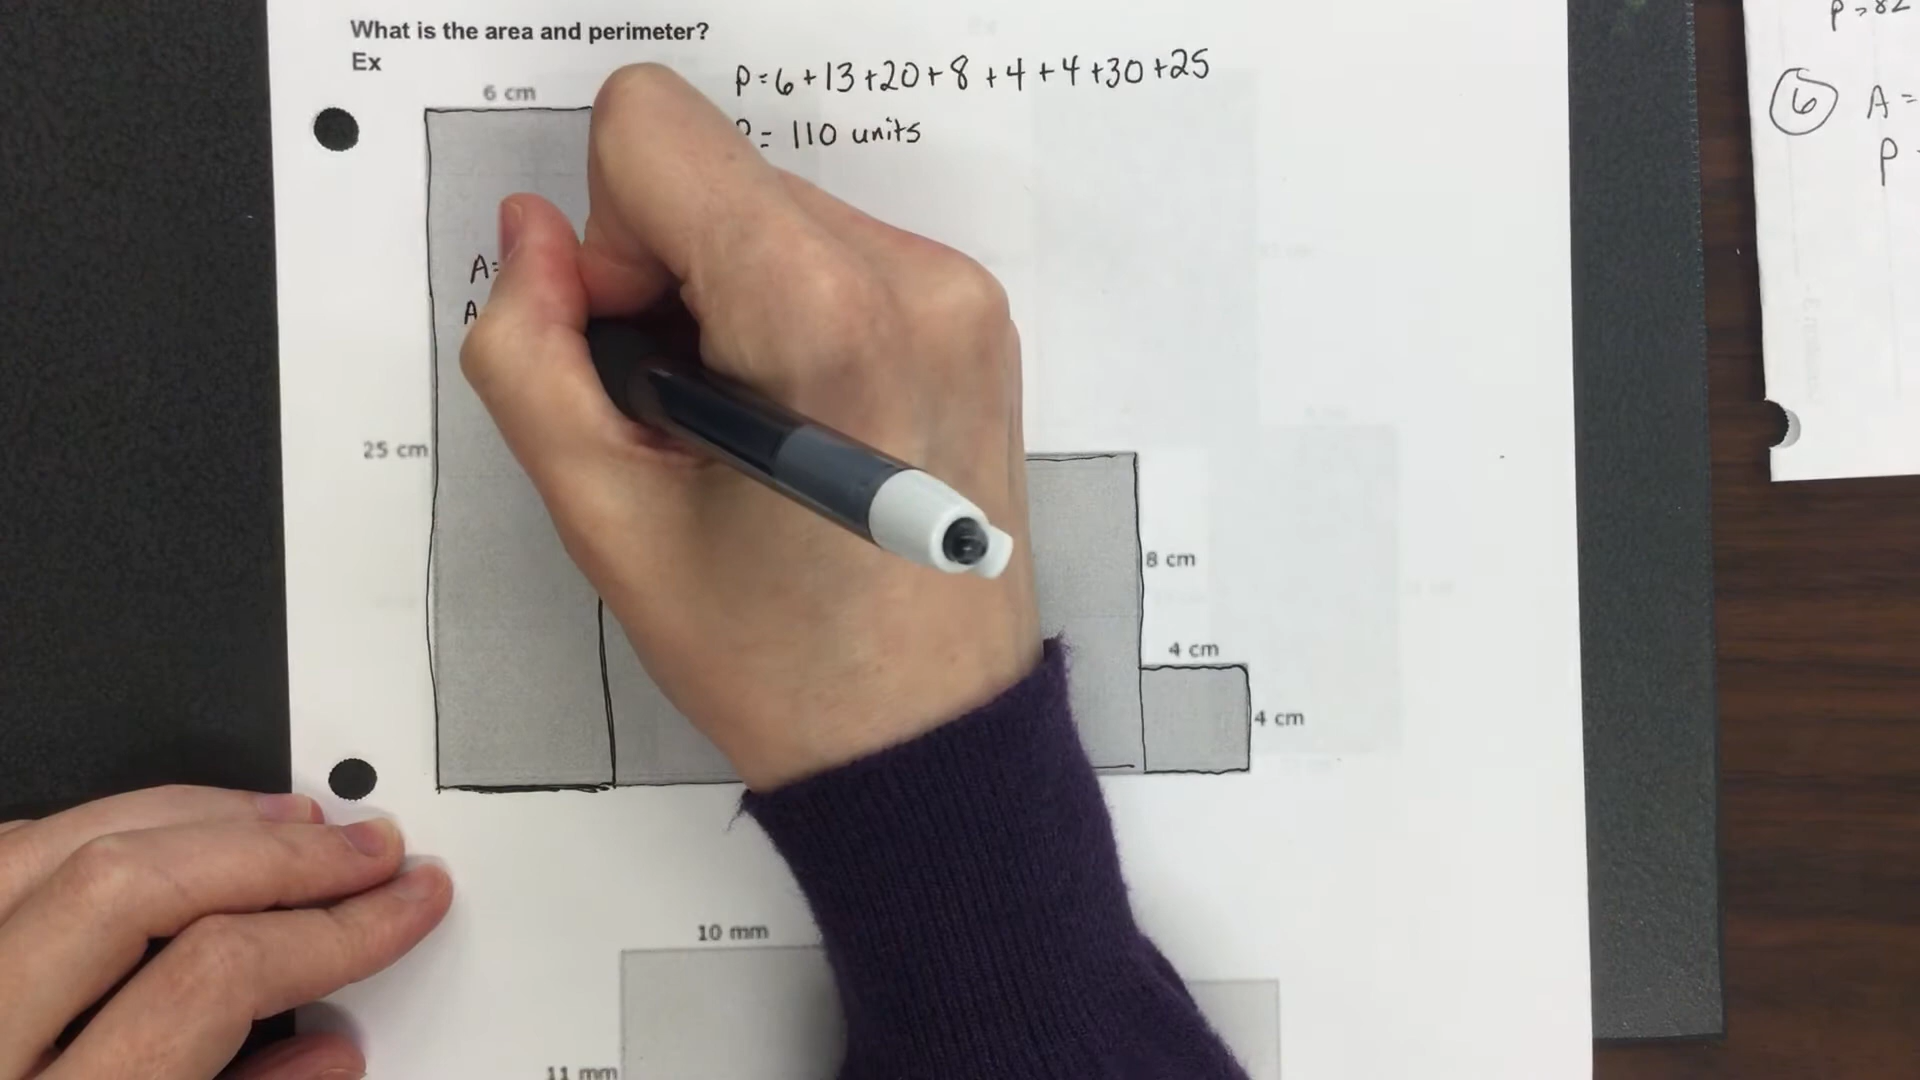 What is the area and perimeter?
Ex
P=6+13+20+8+4+4+30+25
= 110 units
6 cm
A=
A
25 cm
8 cm
4 cm
4 cm
10 mm
11 mm
P=82
6 A=
P